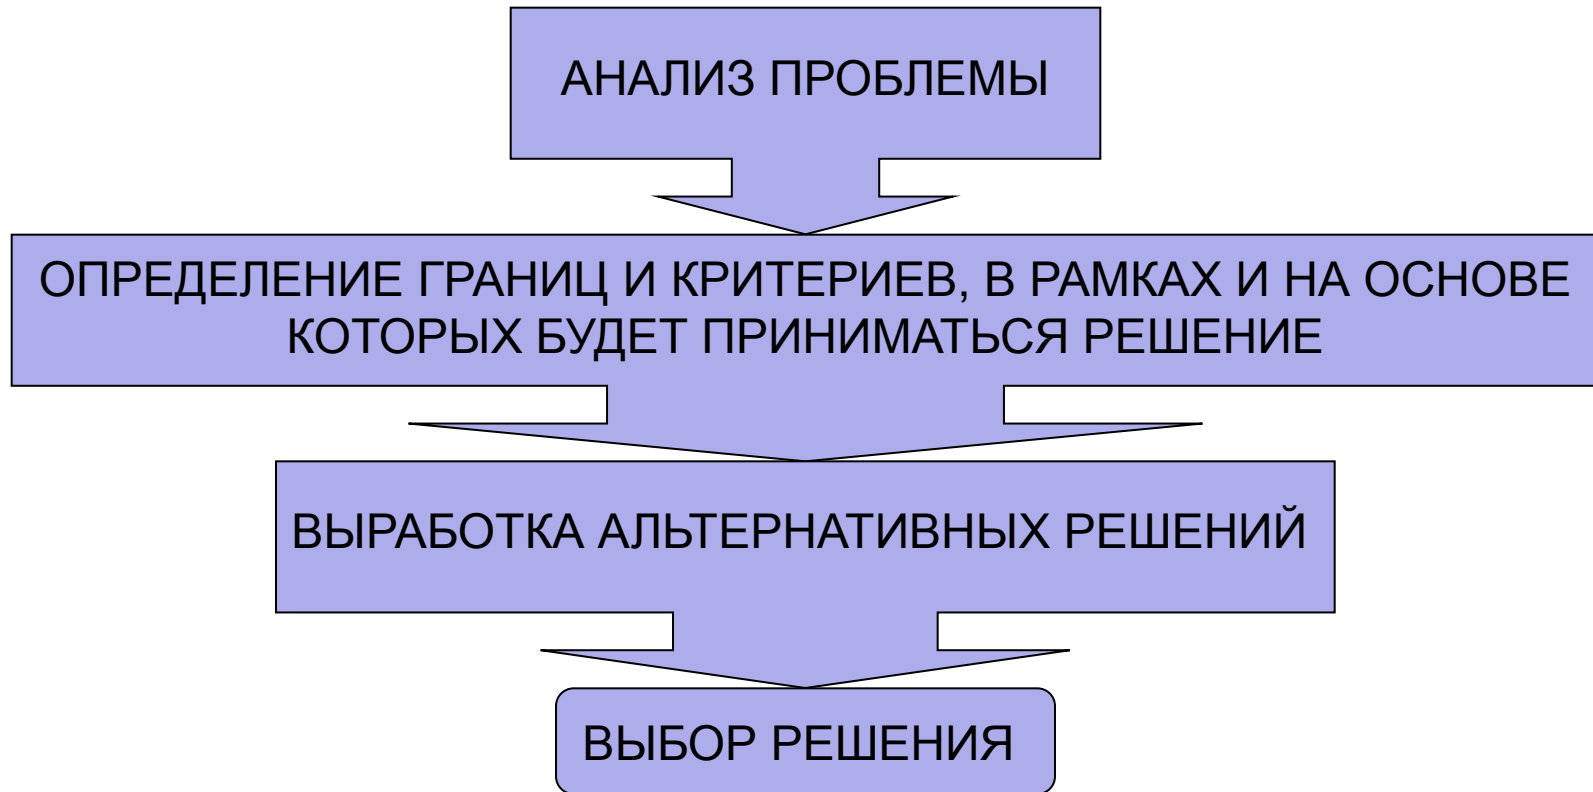 АНАЛИЗ ПРОБЛЕМЫ
ОПРЕДЕЛЕНИЕ ГРАНИЦ И КРИТЕРИЕВ, В РАМКАХ И НА ОСНОВЕ
КОТОРЫХ БУДЕТ ПРИНИМАТЬСЯ РЕШЕНИЕ
ВЫРАБОТКА АЛЬТЕРНАТИВНЫХ РЕШЕНИЙ
ВЫБОР РЕШЕНИЯ